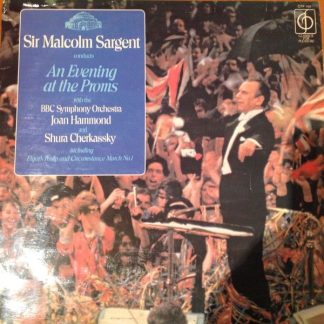 Sir Malcolm Sargent
conducts
An Evening
at the Proms
with the
BBC Symphony Orchestra
Joan Hammond
and
Shura Cherkassky
including
Elgar's Pomp and Circumstance March No.1